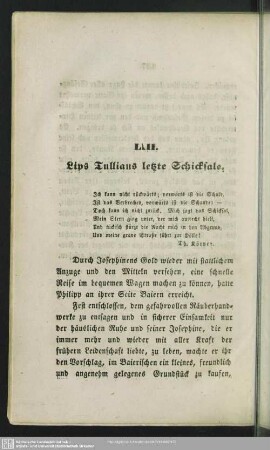 LXII.
Lips Tullians letzte Schicksale.
Ich kann nicht rückwärts; vorwärts ist die Schuld,
Ist das Verbrechen, vorwärts ist die Schande; —
Doch kann ich nicht zurück. Mich jagt das Schicksal,
Mein Stern ging unter, der mich zurück hielt,
Und rücklich stürzt die Nacht mich in den Abgrund,
Und meine grade Straße führt zur Hölle!
Th. Körner.
Durch Josephinens Gold wieder mit stattlichem
Anzuge und den Mitteln versehen, eine schnelle
Reise im bequemen Wagen machen zu können, hatte
Philipp an ihrer Seite Baiern erreicht.
Fest entschlossen, dem gefahrvollen Räuberhand-
werke zu entsagen und in sicherer Einsamkeit nur
der häuslichen Ruhe und seiner Josephine, die er
immer mehr und wieder mit aller Kraft der
frühern Leidenschaft liebte, zu leben, machte er ihr
den Vorschlag, im Baierischen ein kleines, freundlich
und angenehm gelegenes Grundstück zu kaufen,